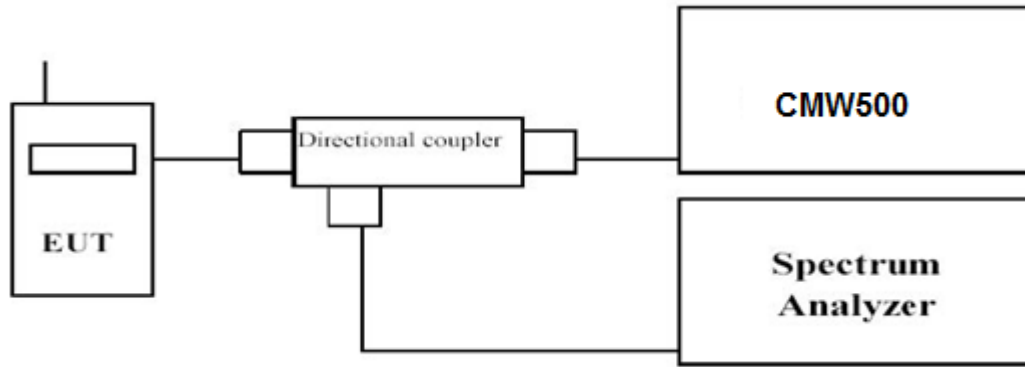 CMW500
Directional coupler
EUT
Spectrum
Analyzer